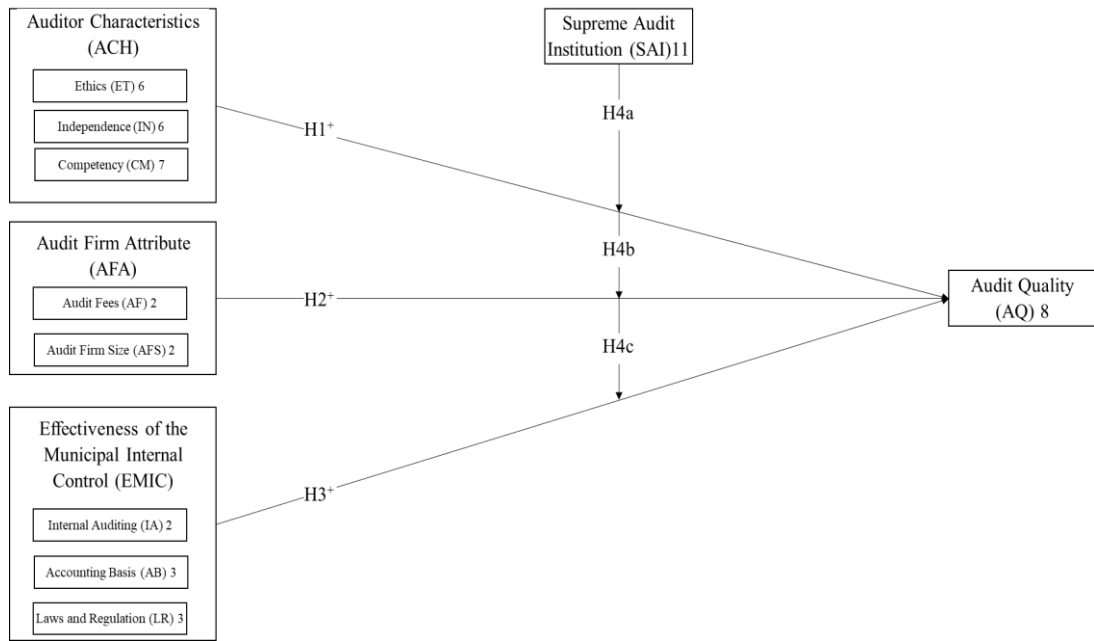 Auditor Characteristics
(ACH)
Ethics (ET) 6
Independence (IN) 6
Competency (CM) 7
Supreme Audit
Institution (SAI)11
H4a
H1⁺
Audit Firm Attribute
(AFA)
Audit Fees (AF) 2
Audit Firm Size (AFS) 2
H4b
H2⁺
H4c
Audit Quality
(AQ) 8
Effectiveness of the
Municipal Internal
Control (EMIC)
Internal Auditing (IA) 2
Accounting Basis (AB) 3
Laws and Regulation (LR) 3
H3⁺